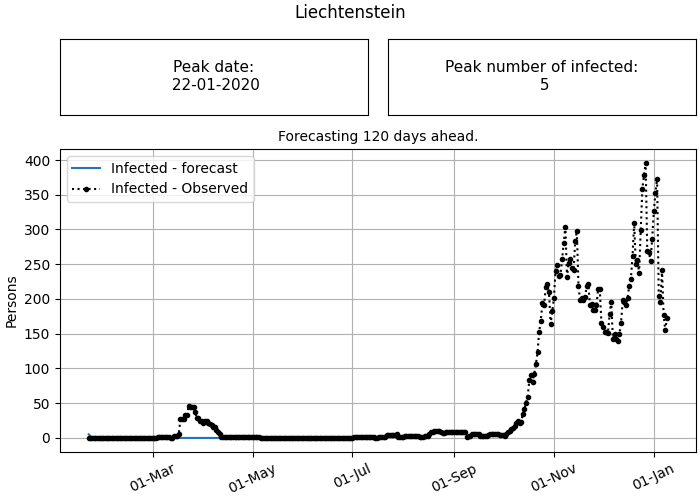 Liechtenstein
Peak date:
22-01-2020
Peak number of infected:
5
Forecasting 120 days ahead.
Infected - forecast
Infected - Observed
Persons
400
350
300
250
200
150
100
50
0
01-Mar
01-May
01-Jul
01-Sep
01-Nov
01-Jan